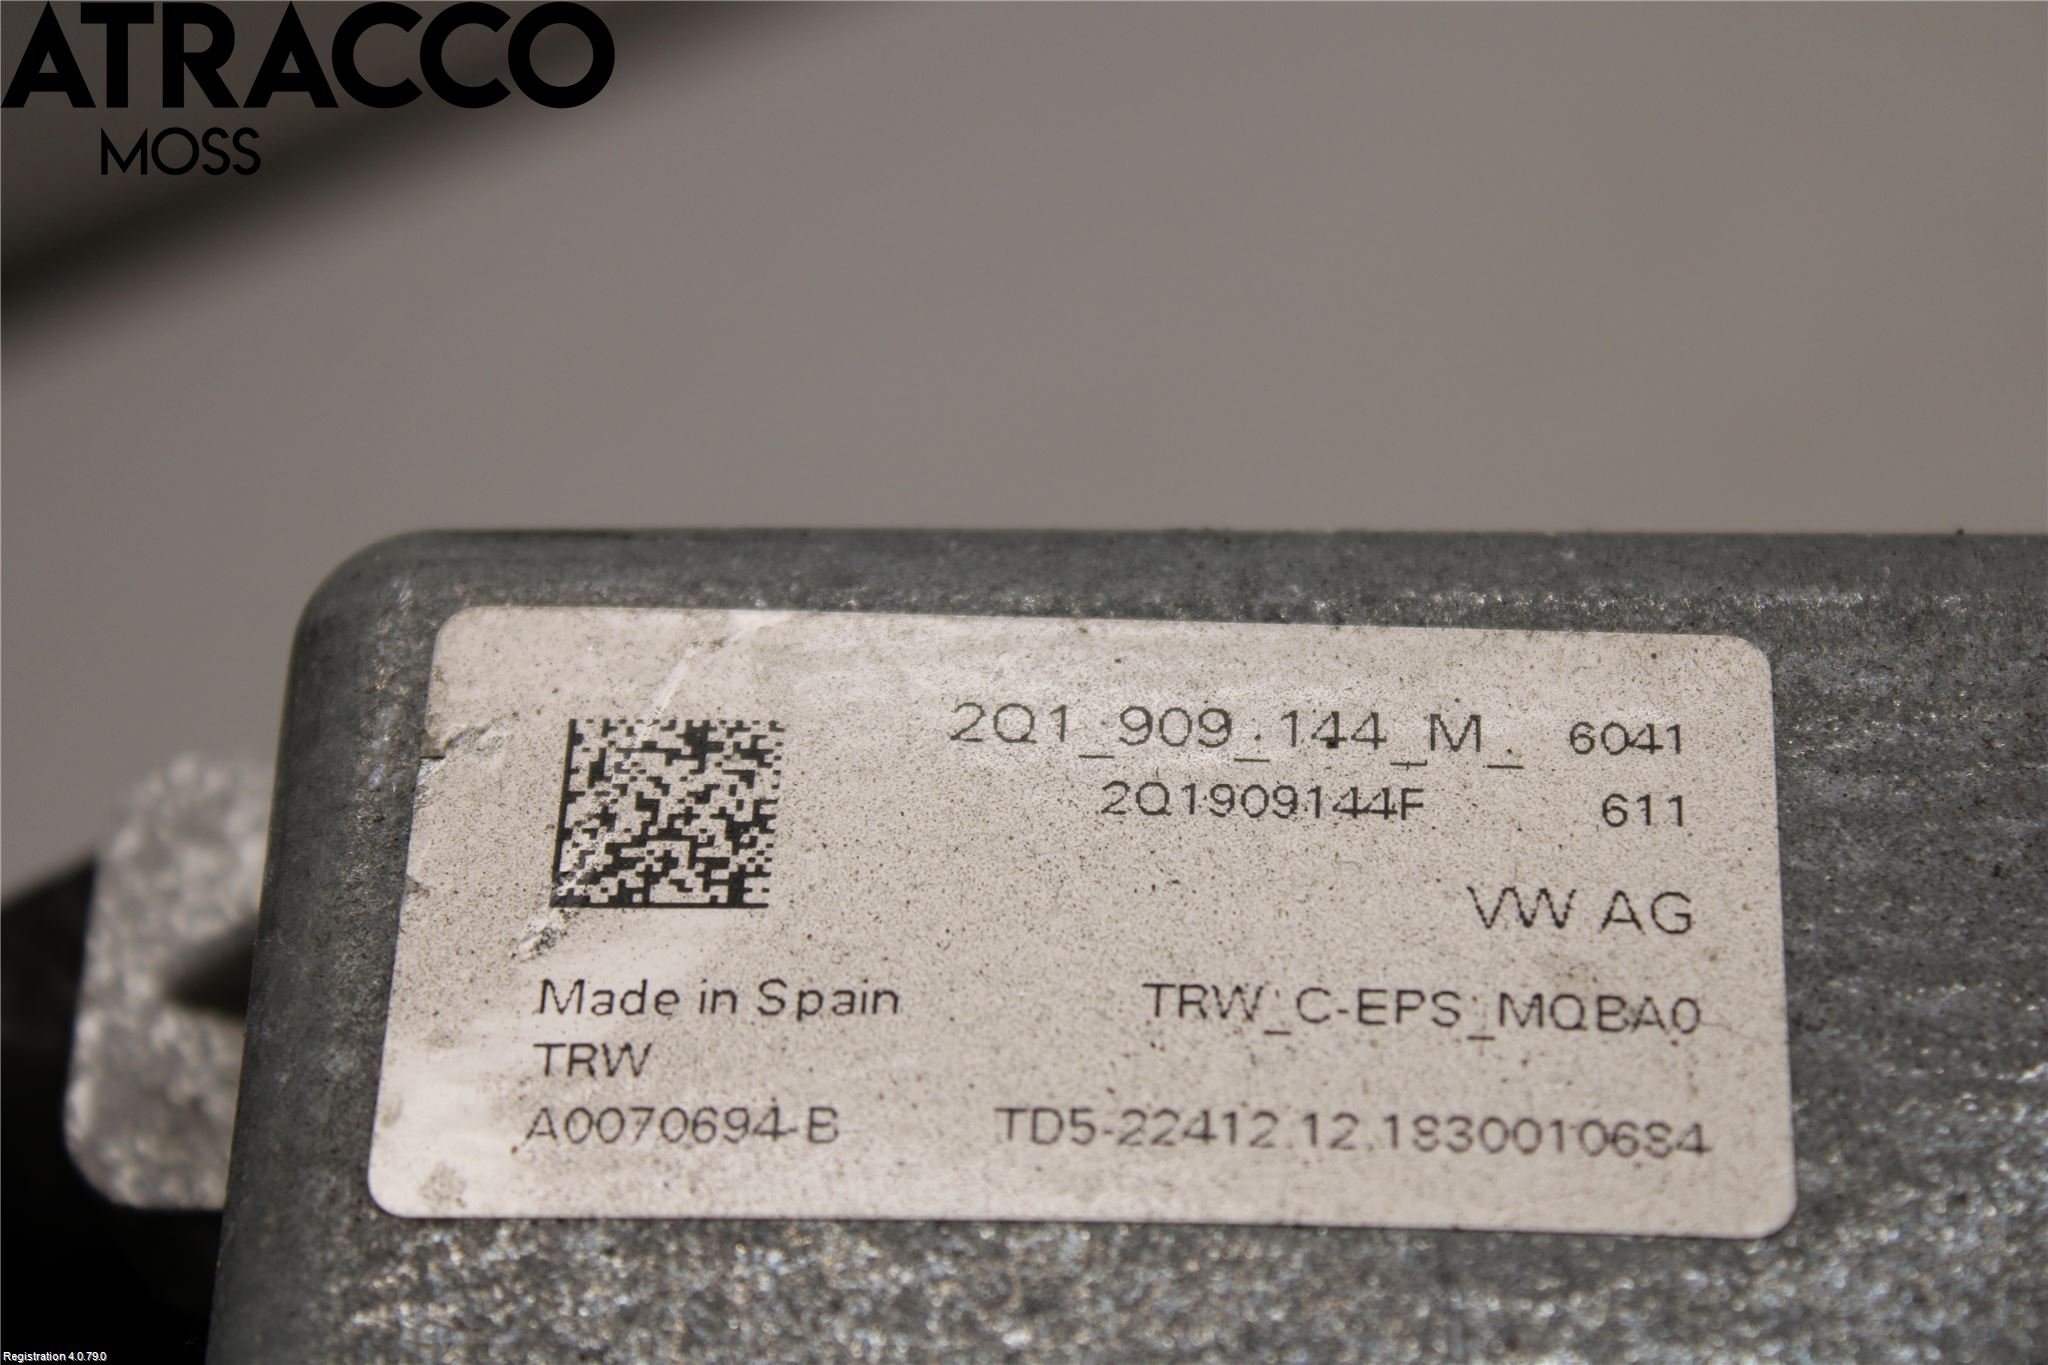 ATRACCO
MOSS
2Q1_909_144_M_ 6041
2Q1909144F 611
VW AG
Made in Spain
TRW_C-EPS_MQBA0
TRW
A0070694-B
TD5-22412.12.1830010684
Registration 4.0.79.0